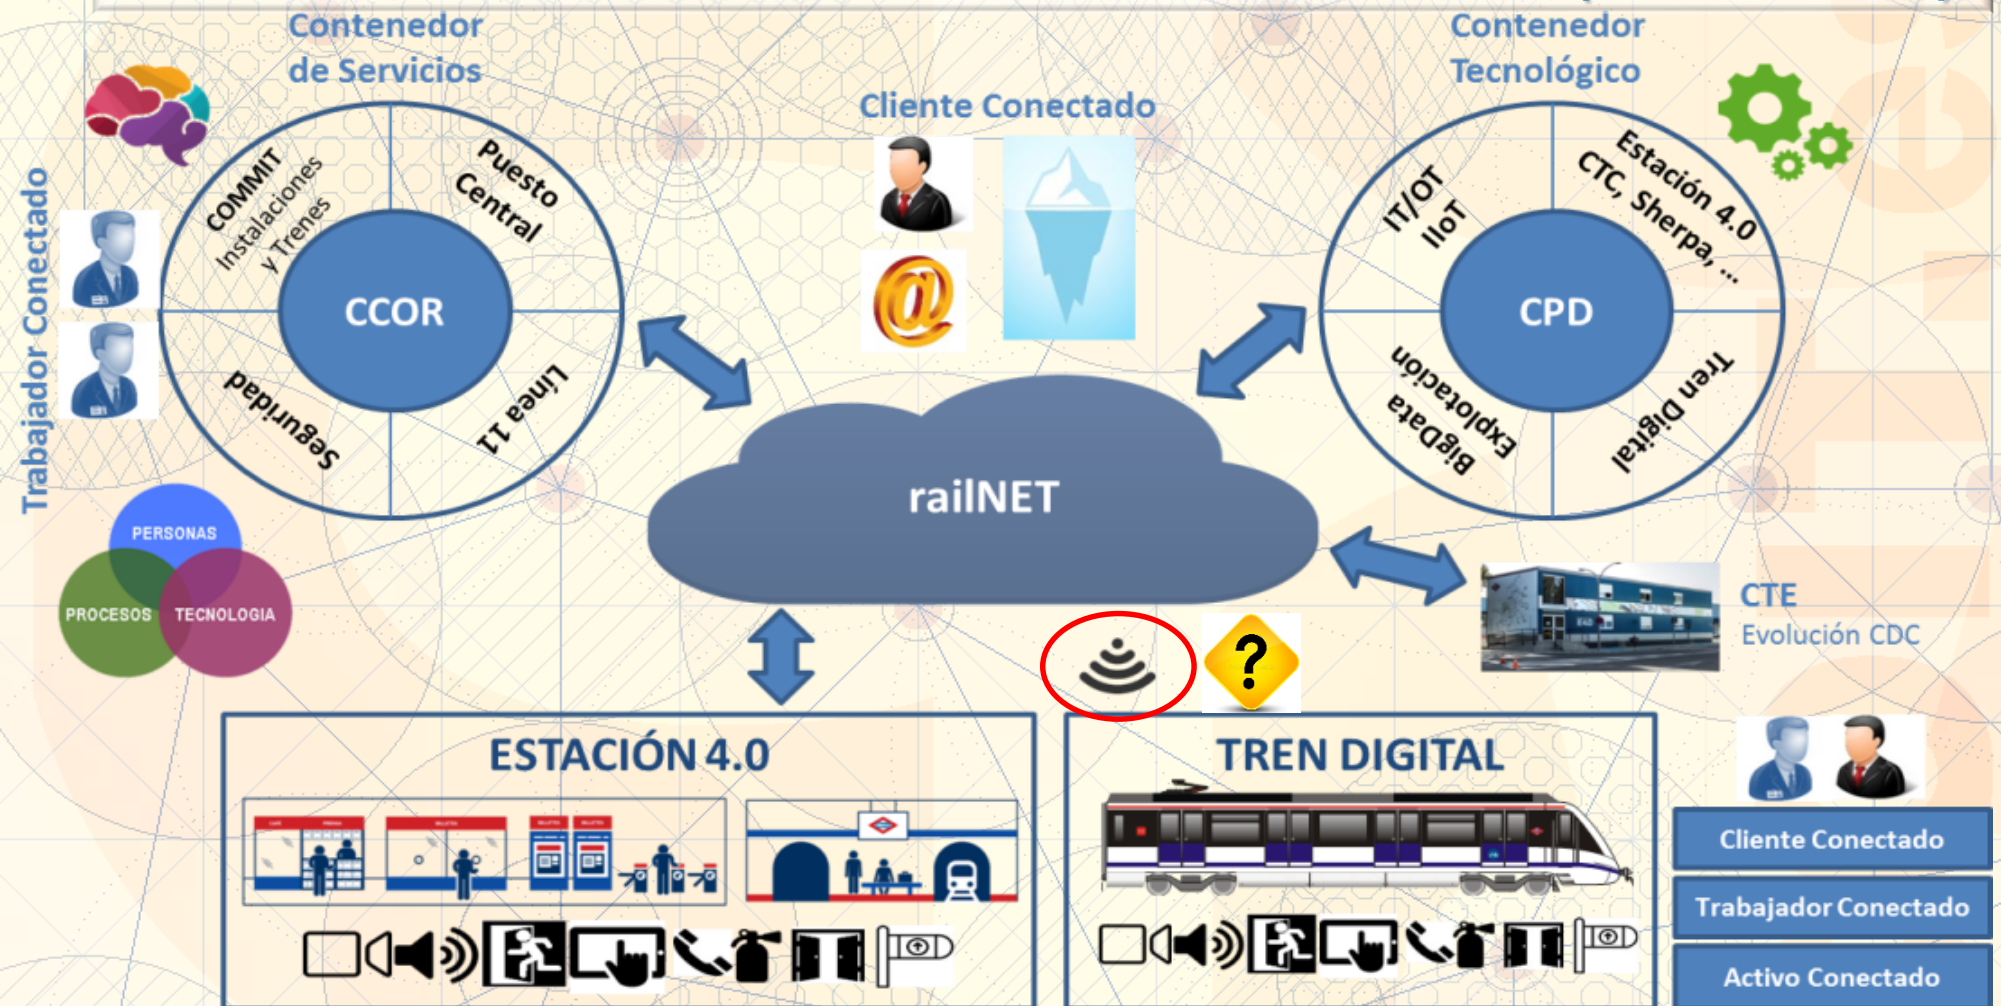 Contenedor
de Servicios
Contenedor
Tecnológico
Cliente Conectado
Trabajador Conectado
COMMIT
Instalaciones
y Trenes
Puesto
Central
CCOR
Seguridad
Línea 11
IT/OT
IIoT
Estación 4.0
CTC, Sherpa, ...
CPD
BigData
Explotación
Tren Digital
@
railNET
PERSONAS
PROCESOS
TECNOLOGIA
CTE
Evolución CDC
?
ESTACIÓN 4.0
TREN DIGITAL
Cliente Conectado
Trabajador Conectado
Activo Conectado